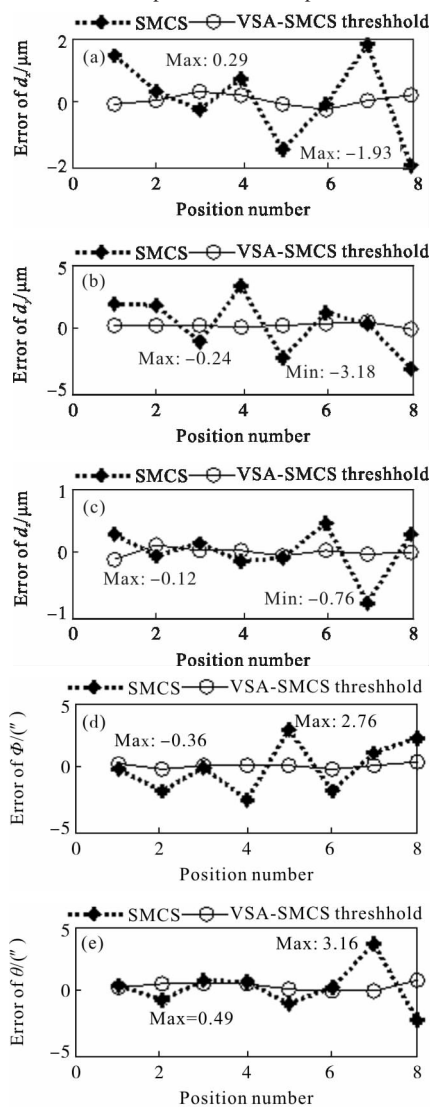 SMCS VSA-SMCS threshhold
2
(a)
Max: 0.29
Error of dx/μm
0
Max: −1.93
−2
0 2 4 6 8
Position number
SMCS VSA-SMCS threshhold
5
(b)
Error of dy/μm
0
Max: −0.24
Min: −3.18
−5
0 2 4 6 8
Position number
SMCS VSA-SMCS threshhold
1
(c)
Error of dz/μm
0
Max: −0.12
Min: −0.76
−1
0 2 4 6 8
Position number
SMCS VSA-SMCS threshhold
5
(d)
Max: 2.76
Max: −0.36
Error of Φ/(″)
0
−5
0 2 4 6 8
Position number
SMCS VSA-SMCS threshhold
5
(e)
Max: 3.16
Error of θ/(″)
0
Max=0.49
−5
0 2 4 6 8
Position number